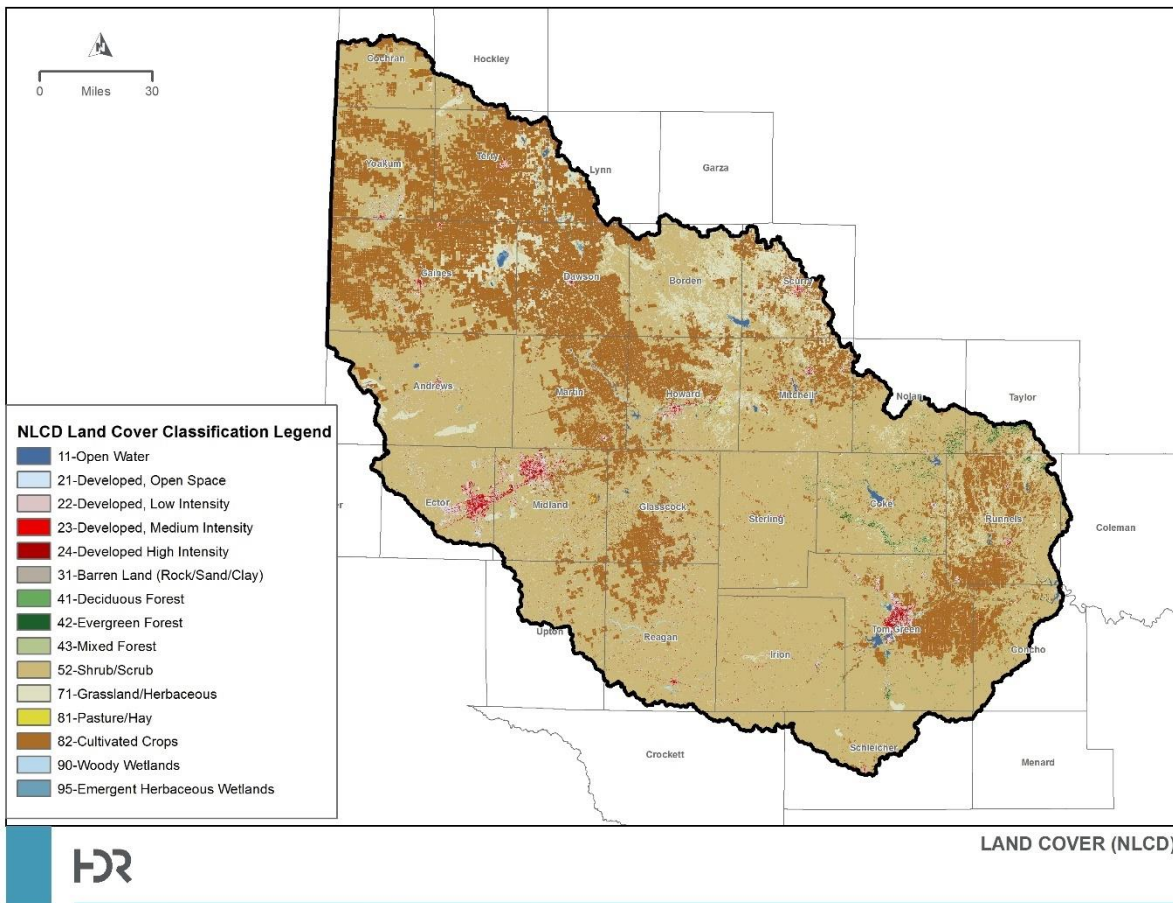 Cochran
Hockley
0 Miles 30
Yoakum
Terry
Lynn
Garza
Gaines
Dawson
Borden
Scurry
Andrews
Martin
Howard
Mitchell
Nolan
Taylor
NLCD Land Cover Classification Legend
11-Open Water
21-Developed, Open Space
22-Developed, Low Intensity
23-Developed, Medium Intensity
24-Developed High Intensity
31-Barren Land (Rock/Sand/Clay)
41-Deciduous Forest
42-Evergreen Forest
43-Mixed Forest
52-Shrub/Scrub
71-Grassland/Herbaceous
81-Pasture/Hay
82-Cultivated Crops
90-Woody Wetlands
95-Emergent Herbaceous Wetlands
Ector
Midland
Glasscock
Sterling
Coke
Runnels
Coleman
Upton
Reagan
Irion
Tom Green
Concho
Crockett
Schleicher
Menard
LAND COVER (NLCD)
HDR